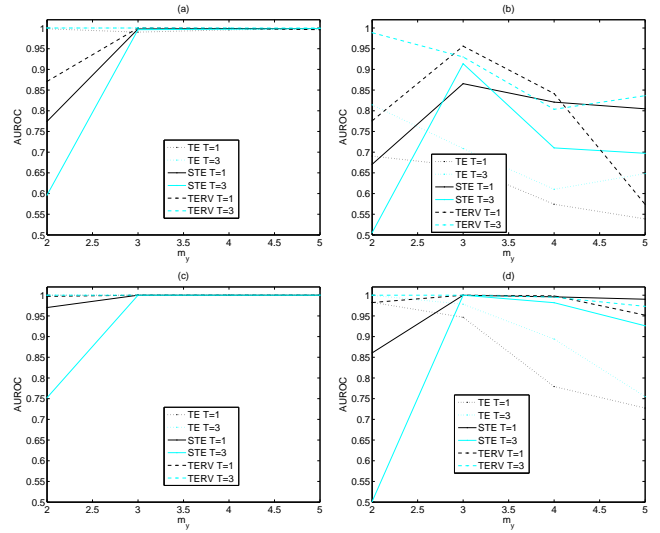 (a)
1
0.95
0.9
0.85
0.8
0.75
0.7
0.65
0.6
0.55
0.5
AUROC
2 2.5 3 3.5 4 4.5 5
m_y
TE T=1
TE T=3
STE T=1
STE T=3
TERV T=1
TERV T=3
(b)
1
0.95
0.9
0.85
0.8
0.75
0.7
0.65
0.6
0.55
0.5
AUROC
2 2.5 3 3.5 4 4.5 5
m_y
TE T=1
TE T=3
STE T=1
STE T=3
TERV T=1
TERV T=3
(c)
1
0.95
0.9
0.85
0.8
0.75
0.7
0.65
0.6
0.55
0.5
AUROC
2 2.5 3 3.5 4 4.5 5
m_y
TE T=1
TE T=3
STE T=1
STE T=3
TERV T=1
TERV T=3
(d)
1
0.95
0.9
0.85
0.8
0.75
0.7
0.65
0.6
0.55
0.5
AUROC
2 2.5 3 3.5 4 4.5 5
m_y
TE T=1
TE T=3
STE T=1
STE T=3
TERV T=1
TERV T=3